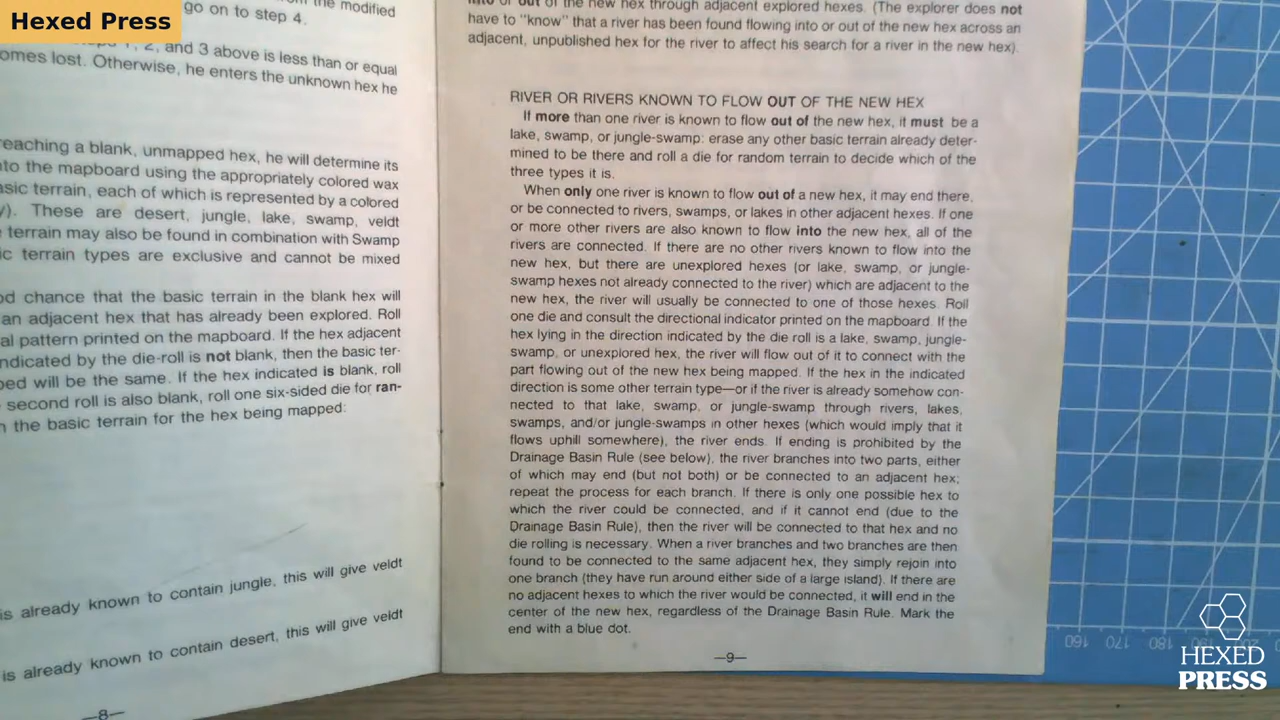 Hexed Press
go on to step 4.
the modified
2, and 3 above is less than or equal
omes lost. Otherwise, he enters the unknown hex he
reaching a blank, unmapped hex, he will determine its
nto the mapboard using the appropriately colored wax
asic terrain, each of which is represented by a colored
y). These are desert, jungle, lake, swamp, veldt
terrain may also be found in combination with Swamp
ic terrain types are exclusive and cannot be mixed
od chance that the basic terrain in the blank hex will
an adjacent hex that has already been explored. Roll
al pattern printed on the mapboard. If the hex adjacent
indicated by the die-roll is not blank, then the basic ter-
ped will be the same. If the hex indicated is blank, roll
second roll is also blank, roll one six-sided die for ran-
n the basic terrain for the hex being mapped:
is already known to contain jungle, this will give veldt
is already known to contain desert, this will give veldt
—8—
into or out of the new hex through adjacent explored hexes. (The explorer does not
have to "know" that a river has been found flowing into or out of the new hex across an
adjacent, unpublished hex for the river to affect his search for a river in the new hex).
RIVER OR RIVERS KNOWN TO FLOW OUT OF THE NEW HEX
If more than one river is known to flow out of the new hex, it must be a
lake, swamp, or jungle-swamp: erase any other basic terrain already deter-
mined to be there and roll a die for random terrain to decide which of the
three types it is.
When only one river is known to flow out of a new hex, it may end there,
or be connected to rivers, swamps, or lakes in other adjacent hexes. If one
or more other rivers are also known to flow into the new hex, all of the
rivers are connected. If there are no other rivers known to flow into the
new hex, but there are unexplored hexes (or lake, swamp, or jungle-
swamp hexes not already connected to the river) which are adjacent to the
new hex, the river will usually be connected to one of those hexes. Roll
one die and consult the directional indicator printed on the mapboard. If the
hex lying in the direction indicated by the die roll is a lake, swamp, jungle-
swamp, or unexplored hex, the river will flow out of it to connect with the
part flowing out of the new hex being mapped. If the hex in the indicated
direction is some other terrain type—or if the river is already somehow con-
nected to that lake, swamp, or jungle-swamp through rivers, lakes,
swamps, and/or jungle-swamps in other hexes (which would imply that it
flows uphill somewhere), the river ends. If ending is prohibited by the
Drainage Basin Rule (see below), the river branches into two parts, either
of which may end (but not both) or be connected to an adjacent hex;
repeat the process for each branch. If there is only one possible hex to
which the river could be connected, and if it cannot end (due to the
Drainage Basin Rule), then the river will be connected to that hex and no
die rolling is necessary. When a river branches and two branches are then
found to be connected to the same adjacent hex, they simply rejoin into
one branch (they have run around either side of a large island). If there are
no adjacent hexes to which the river would be connected, it will end in the
center of the new hex, regardless of the Drainage Basin Rule. Mark the
end with a blue dot.
—9—
160 170 180 190 200
HEXED
PRESS